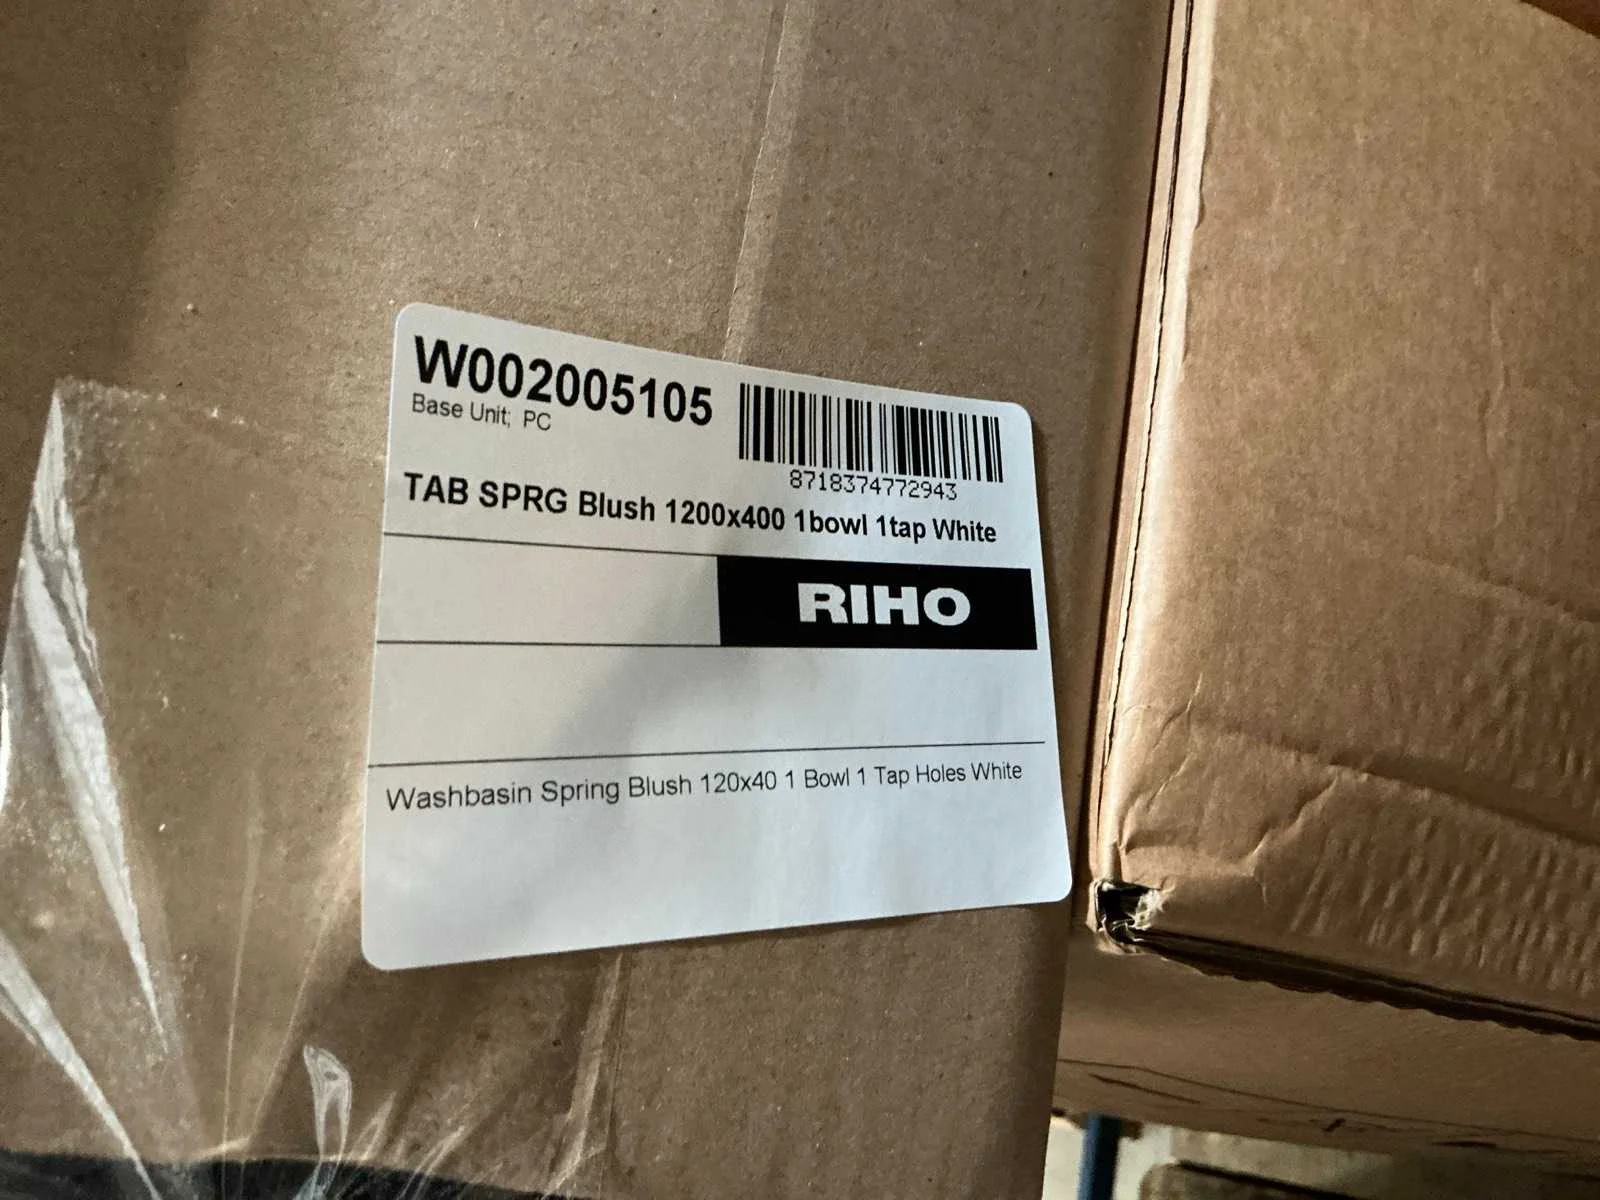 W002005105
Base Unit; PC
8718374772943
TAB SPRG Blush 1200x400 1bowl 1tap White
RIHO
Washbasin Spring Blush 120x40 1 Bowl 1 Tap Holes White